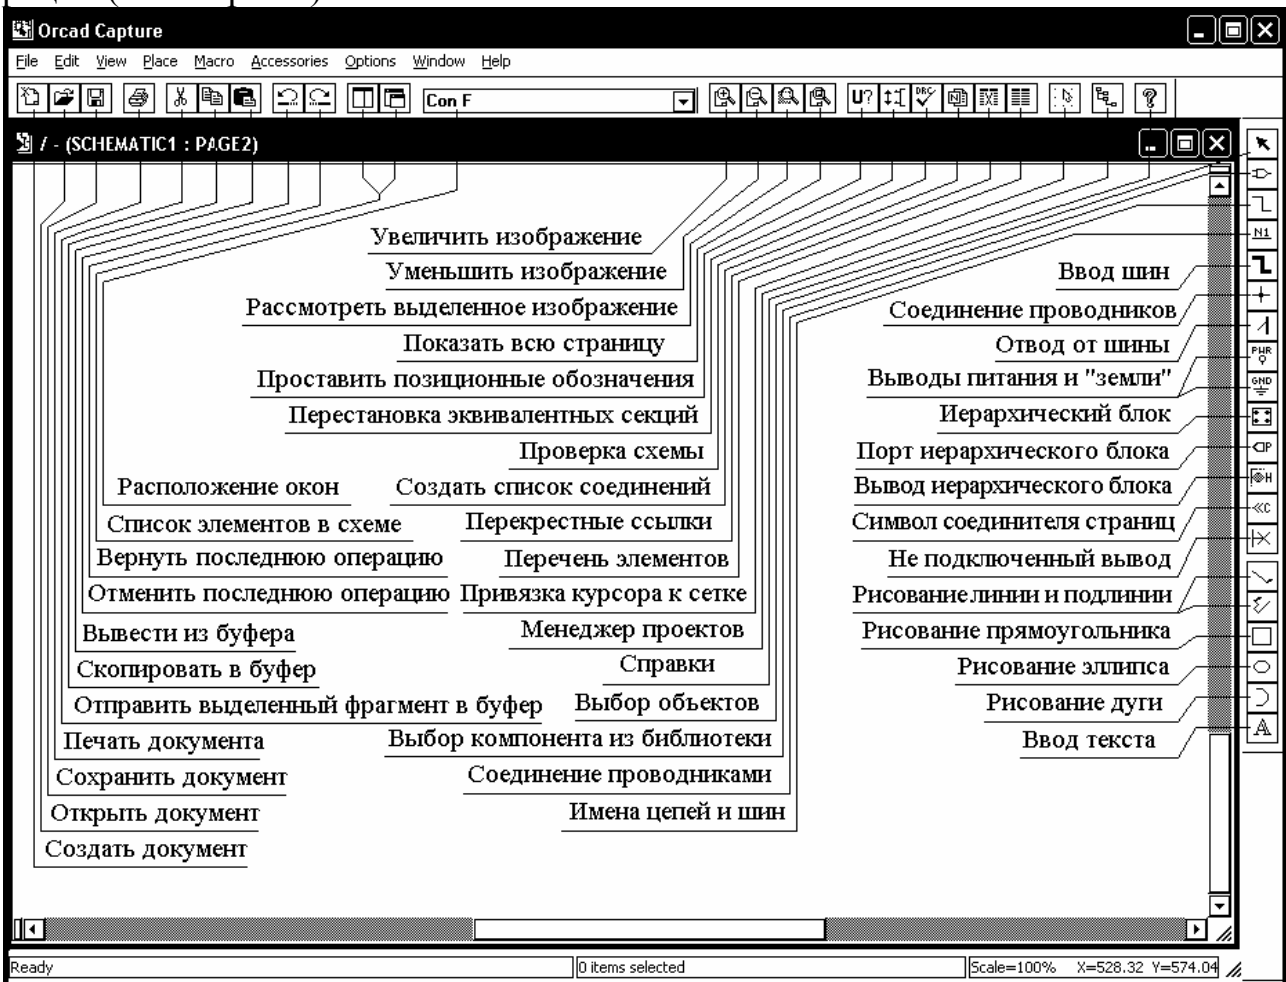 Orcad Capture
File Edit View Place Macro Accessories Options Window Help
Con F
U?
DRC
/ - (SCHEMATIC1 : PAGE2)
Увеличить изображение
Уменьшить изображение
Рассмотреть выделенное изображение
Показать всю страницу
Проставить позиционные обозначения
Перестановка эквивалентных секций
Проверка схемы
Расположение окон
Создать список соединений
Список элементов в схеме
Перекрестные ссылки
Вернуть последнюю операцию
Перечень элементов
Отменить последнюю операцию
Привязка курсора к сетке
Вывести из буфера
Менеджер проектов
Скопировать в буфер
Справки
Отправить выделенный фрагмент в буфер
Выбор объектов
Печать документа
Выбор компонента из библиотеки
Сохранить документ
Соединение проводниками
Открыть документ
Имена цепей и шин
Создать документ
Ввод шин
Соединение проводников
Отвод от шины
Выводы питания и "земли"
Иерархический блок
Порт иерархического блока
Вывод иерархического блока
Символ соединителя страниц
Не подключенный вывод
Рисование линии и подлинии
Рисование прямоугольника
Рисование эллипса
Рисование дуги
Ввод текста
N1
PWR
GND
P
H
C
A
Ready
0 items selected
Scale=100% X=528.32 Y=574.04